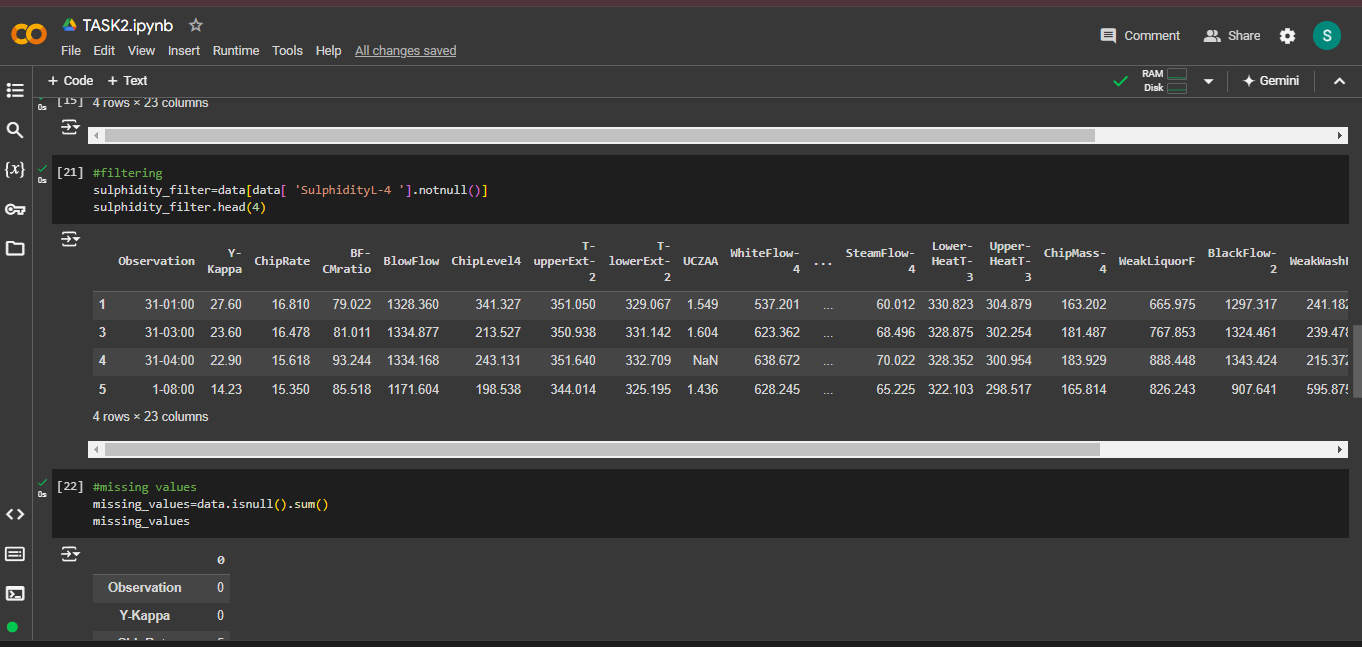 TASK2.ipynb
File Edit View Insert Runtime Tools Help All changes saved
Comment Share S
+ Code + Text
RAM
Disk
Gemini
[15] 4 rows × 23 columns
0s
[21] #filtering
0s
sulphidity_filter=data[data[ 'SulphidityL-4 '].notnull()]
sulphidity_filter.head(4)
Observation Y-Kappa ChipRate BF-CMratio BlowFlow ChipLevel4 T-upperExt-2 T-lowerExt-2 UCZAA WhiteFlow-4 ... SteamFlow-4 Lower-HeatT-3 Upper-HeatT-3 ChipMass-4 WeakLiquorF BlackFlow-2 WeakWashF
1 31-01:00 27.60 16.810 79.022 1328.360 341.327 351.050 329.067 1.549 537.201 ... 60.012 330.823 304.879 163.202 665.975 1297.317 241.182
3 31-03:00 23.60 16.478 81.011 1334.877 213.527 350.938 331.142 1.604 623.362 ... 68.496 328.875 302.254 181.487 767.853 1324.461 239.478
4 31-04:00 22.90 15.618 93.244 1334.168 243.131 351.640 332.709 NaN 638.672 ... 70.022 328.352 300.954 183.929 888.448 1343.424 215.372
5 1-08:00 14.23 15.350 85.518 1171.604 198.538 344.014 325.195 1.436 628.245 ... 65.225 322.103 298.517 165.814 826.243 907.641 595.875
4 rows × 23 columns
[22] #missing values
0s
missing_values=data.isnull().sum()
missing_values
0
Observation 0
Y-Kappa 0